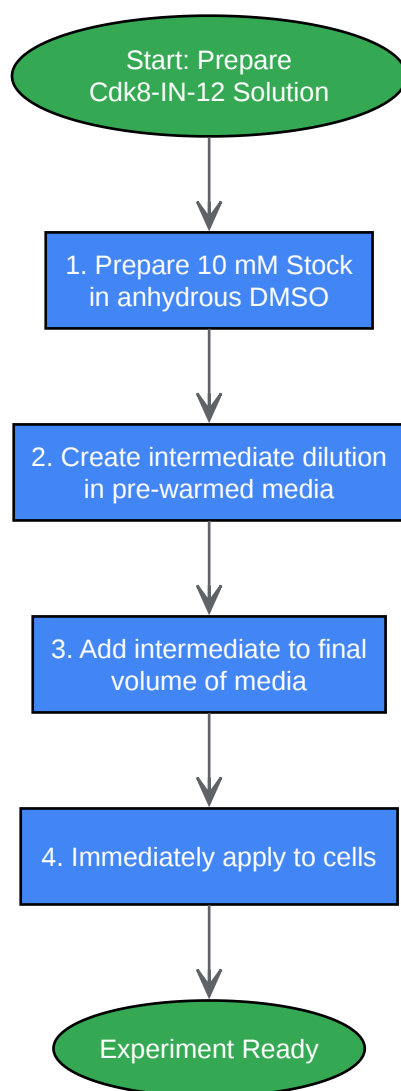 Start: Prepare
Cdk8-IN-12 Solution
1. Prepare 10 mM Stock
in anhydrous DMSO
2. Create intermediate dilution
in pre-warmed media
3. Add intermediate to final
volume of media
4. Immediately apply to cells
Experiment Ready